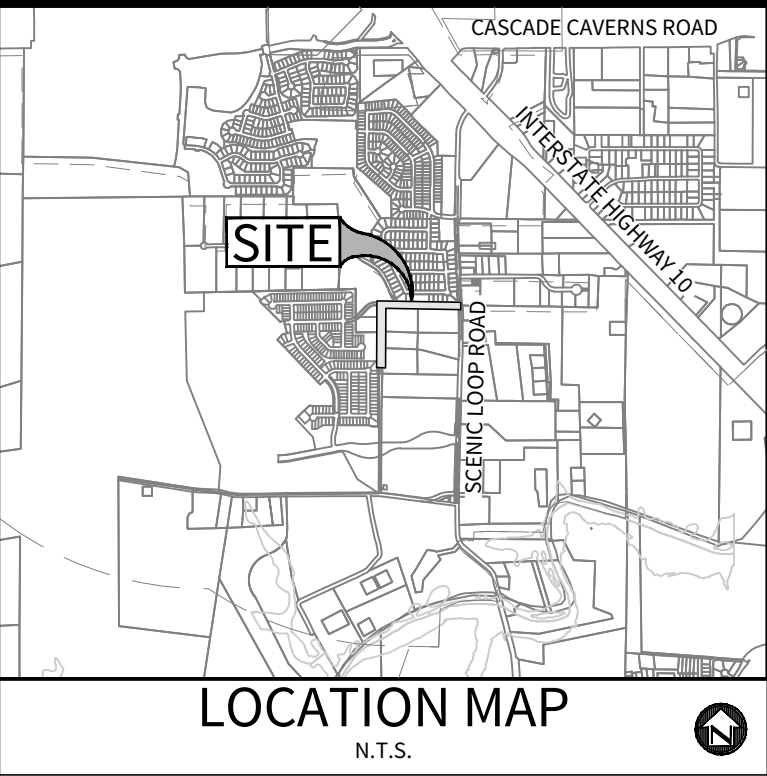 CASCADE CAVERNS ROAD
INTERSTATE HIGHWAY 10
SITE
SCENIC LOOP ROAD
LOCATION MAP
N.T.S.
N